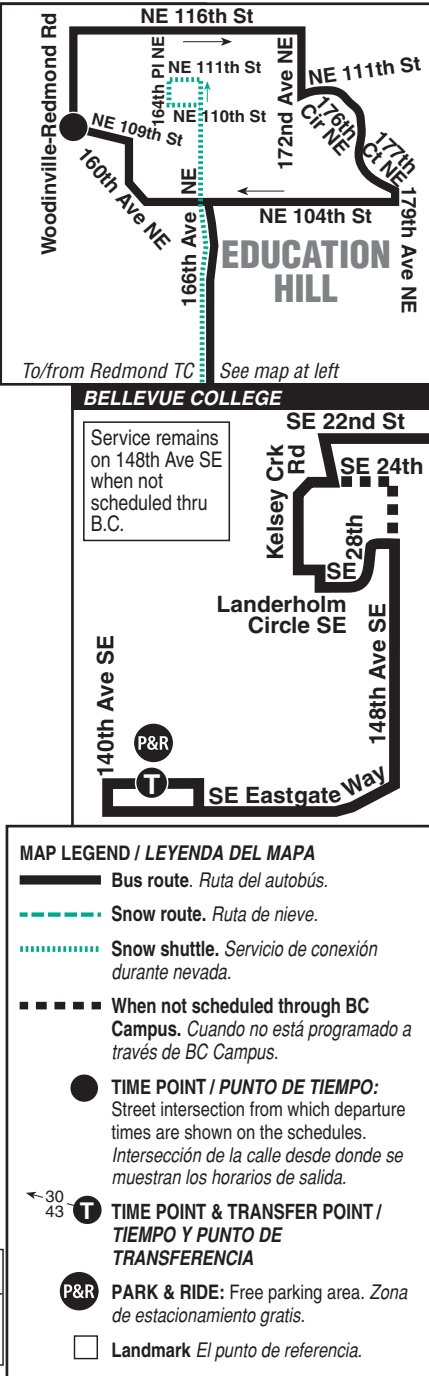 NE 116th St
Woodinville-Redmond Rd
164th Pl NE
NE 111th St
NE 110th St
172nd Ave NE
NE 111th St
176th
Cir NE
177th
Ct NE
179th Ave NE
NE 109th St
160th Ave NE
166th Ave NE
NE 104th St
EDUCATION
HILL
To/from Redmond TC
See map at left
BELLEVUE COLLEGE
SE 22nd St
Service remains
on 148th Ave SE
when not
scheduled thru
B.C.
Kelsey Crk
Rd
SE 24th
SE 28th
Landerholm
Circle SE
148th Ave SE
140th Ave SE
P&R
T
SE Eastgate Way
MAP LEGEND / LEYENDA DEL MAPA
Bus route. Ruta del autobús.
Snow route. Ruta de nieve.
Snow shuttle. Servicio de conexión
durante nevada.
When not scheduled through BC
Campus. Cuando no está programado a
través de BC Campus.
TIME POINT / PUNTO DE TIEMPO:
Street intersection from which departure
times are shown on the schedules.
Intersección de la calle desde donde se
muestran los horarios de salida.
30
43
T
TIME POINT & TRANSFER POINT /
TIEMPO Y PUNTO DE
TRANSFERENCIA
P&R
PARK & RIDE: Free parking area. Zona
de estacionamiento gratis.
Landmark El punto de referencia.